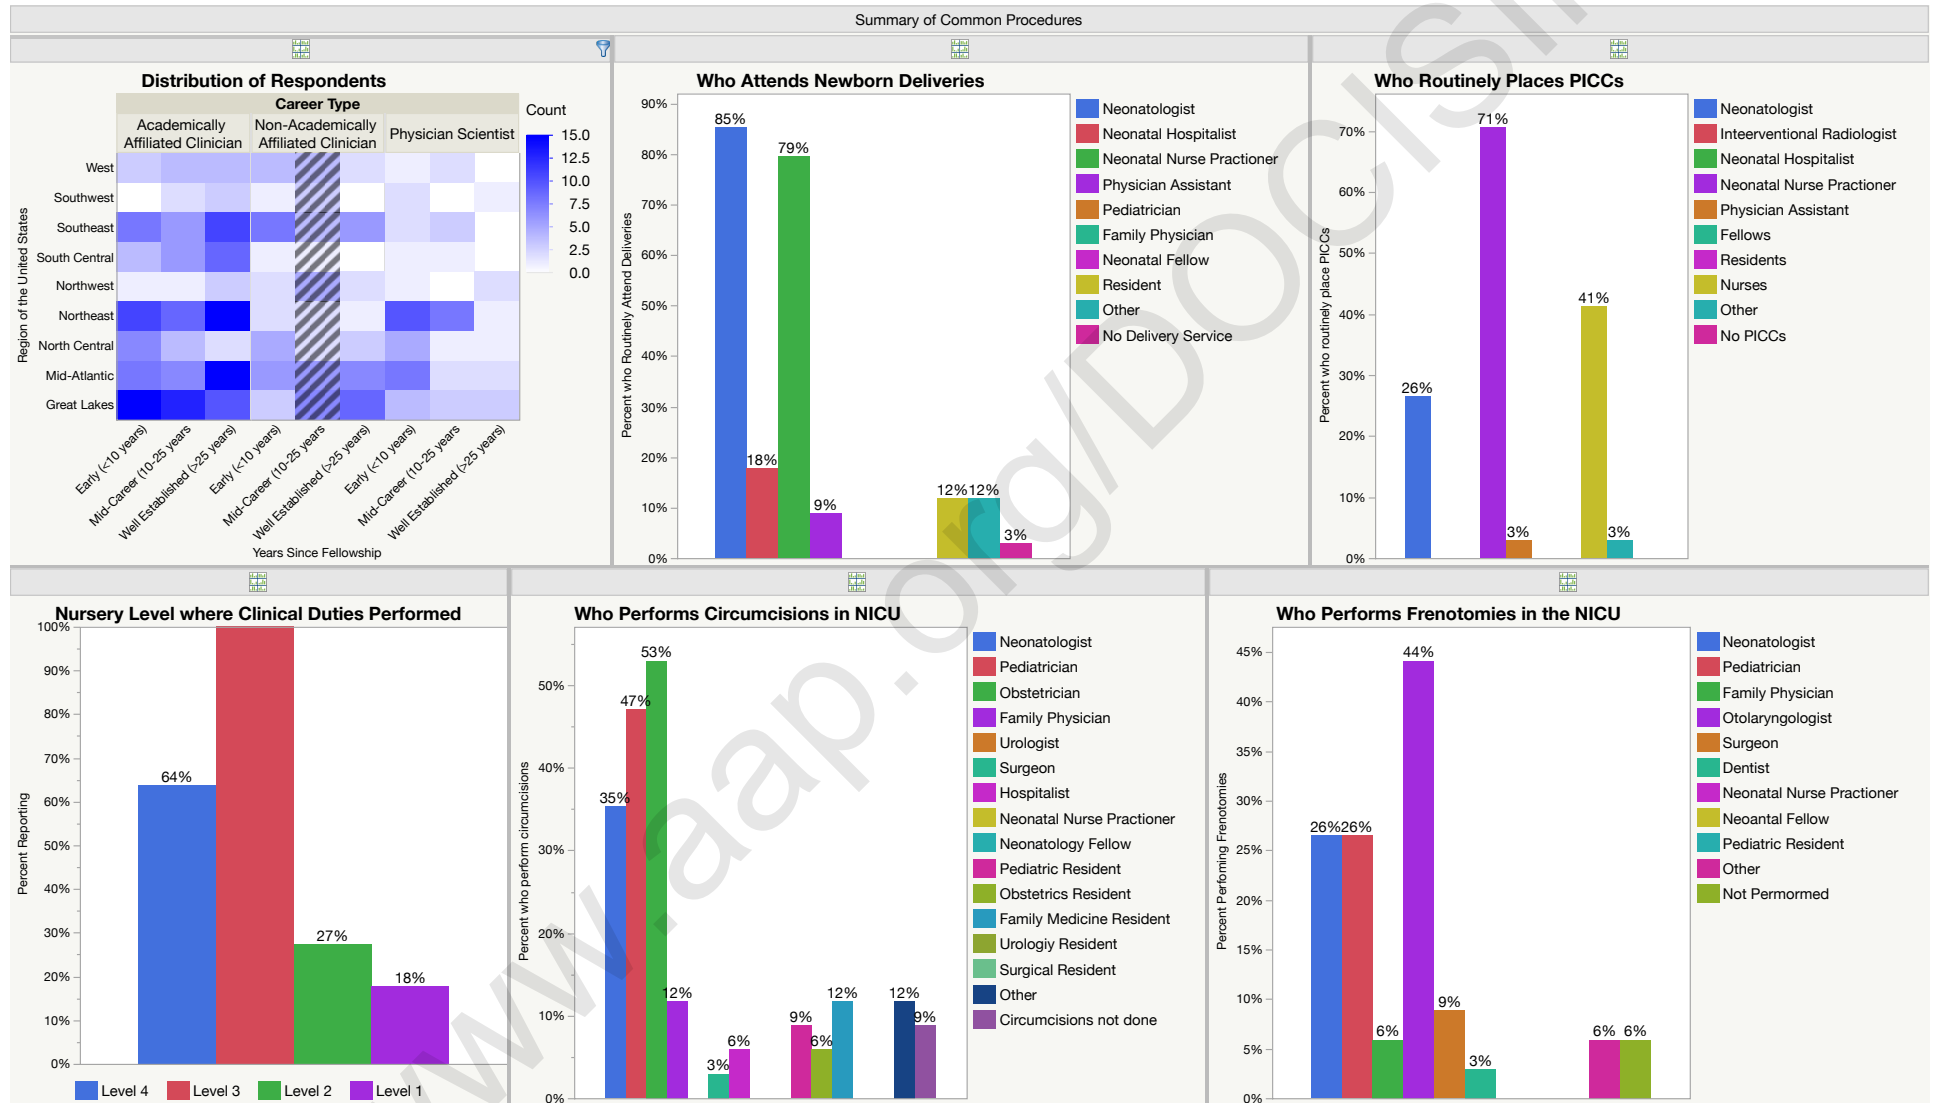 Summary of Common Procedures
Distribution of Respondents
Career Type
Academically
Affiliated Clinician
Non-Academically
Affiliated Clinician
Physician Scientist
Count
15.0
12.5
10.0
7.5
5.0
2.5
0.0
Region of the United States
West
Southwest
Southeast
South Central
Northwest
Northeast
North Central
Mid-Atlantic
Great Lakes
Early (<10 years)
Mid-Career (10-25 years
Well Established (>25 years)
Early (<10 years)
Mid-Career (10-25 years
Well Established (>25 years)
Early (<10 years)
Mid-Career (10-25 years
Well Established (>25 years)
Years Since Fellowship
Who Attends Newborn Deliveries
Percent who Routinely Attend Deliveries
90%
80%
70%
60%
50%
40%
30%
20%
10%
0%
85%
18%
79%
9%
12%
12%
3%
Neonatologist
Neonatal Hospitalist
Neonatal Nurse Practioner
Physician Assistant
Pediatrician
Family Physician
Neonatal Fellow
Resident
Other
No Delivery Service
Who Routinely Places PICCs
Percent who routinely place PICCs
70%
60%
50%
40%
30%
20%
10%
0%
26%
71%
3%
41%
3%
Neonatologist
Inteerventional Radiologist
Neonatal Hospitalist
Neonatal Nurse Practioner
Physician Assistant
Fellows
Residents
Nurses
Other
No PICCs
Nursery Level where Clinical Duties Performed
Percent Reporting
100%
90%
80%
70%
60%
50%
40%
30%
20%
10%
0%
64%
27%
18%
Level 4
Level 3
Level 2
Level 1
Who Performs Circumcisions in NICU
Percent who perform circumcisions
50%
40%
30%
20%
10%
0%
35%
47%
53%
12%
3%
6%
9%
6%
12%
12%
9%
Neonatologist
Pediatrician
Obstetrician
Family Physician
Urologist
Surgeon
Hospitalist
Neonatal Nurse Practioner
Neonatology Fellow
Pediatric Resident
Obstetrics Resident
Family Medicine Resident
Urologiy Resident
Surgical Resident
Other
Circumcisions not done
Who Performs Frenotomies in the NICU
Percent Performing Frenotomies
45%
40%
35%
30%
25%
20%
15%
10%
5%
0%
26%
26%
6%
44%
9%
3%
6%
6%
Neonatologist
Pediatrician
Family Physician
Otolaryngologist
Surgeon
Dentist
Neonatal Nurse Practioner
Neoantal Fellow
Pediatric Resident
Other
Not Permormed
www.aap.org/DOCISI